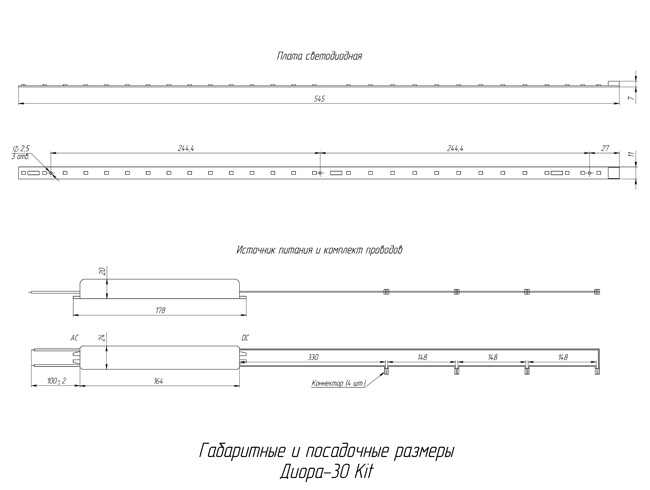 Плата светодиодная
545
7
Ø 2,5
3 отв.
244,4
244,4
27
11
Источник питания и комплект проводов
20
178
AC
24
DC
330
148
148
148
100±2
164
Коннектор (4 шт.)
Габаритные и посадочные размеры
Диора-30 Kit